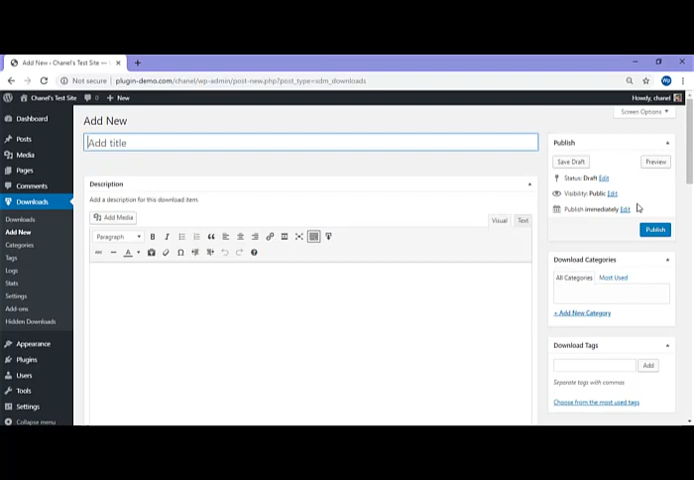 Add New ‹ Chanel's Test Site —
Not secure | plugin-demo.com/chanel/wp-admin/post-new.php?post_type=sdm_downloads
Chanel's Test Site 0 + New Howdy, chanel
Screen Options ▼
Dashboard
Posts
Media
Pages
Comments
Downloads
Downloads
Add New
Categories
Tags
Logs
Stats
Settings
Add-ons
Hidden Downloads
Appearance
Plugins
Users
Tools
Settings
Collapse menu
Add New
Add title
Description
Add a description for this download item.
Add Media
Visual Text
Paragraph B I
Publish
Save Draft Preview
Status: Draft Edit
Visibility: Public Edit
Publish immediately Edit
Publish
Download Categories
All Categories Most Used
+ Add New Category
Download Tags
Add
Separate tags with commas
Choose from the most used tags